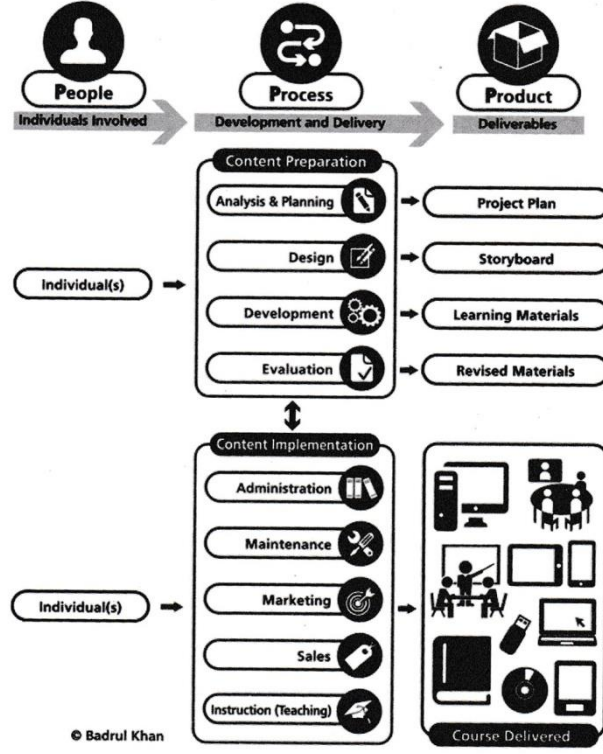 People
Process
Product
Individuals Involved
Development and Delivery
Deliverables
Content Preparation
Analysis & Planning
Project Plan
Design
Storyboard
Individual(s)
Development
Learning Materials
Evaluation
Revised Materials
Content Implementation
Administration
Maintenance
Individual(s)
Marketing
Sales
Instruction (Teaching)
© Badrul Khan
Course Delivered